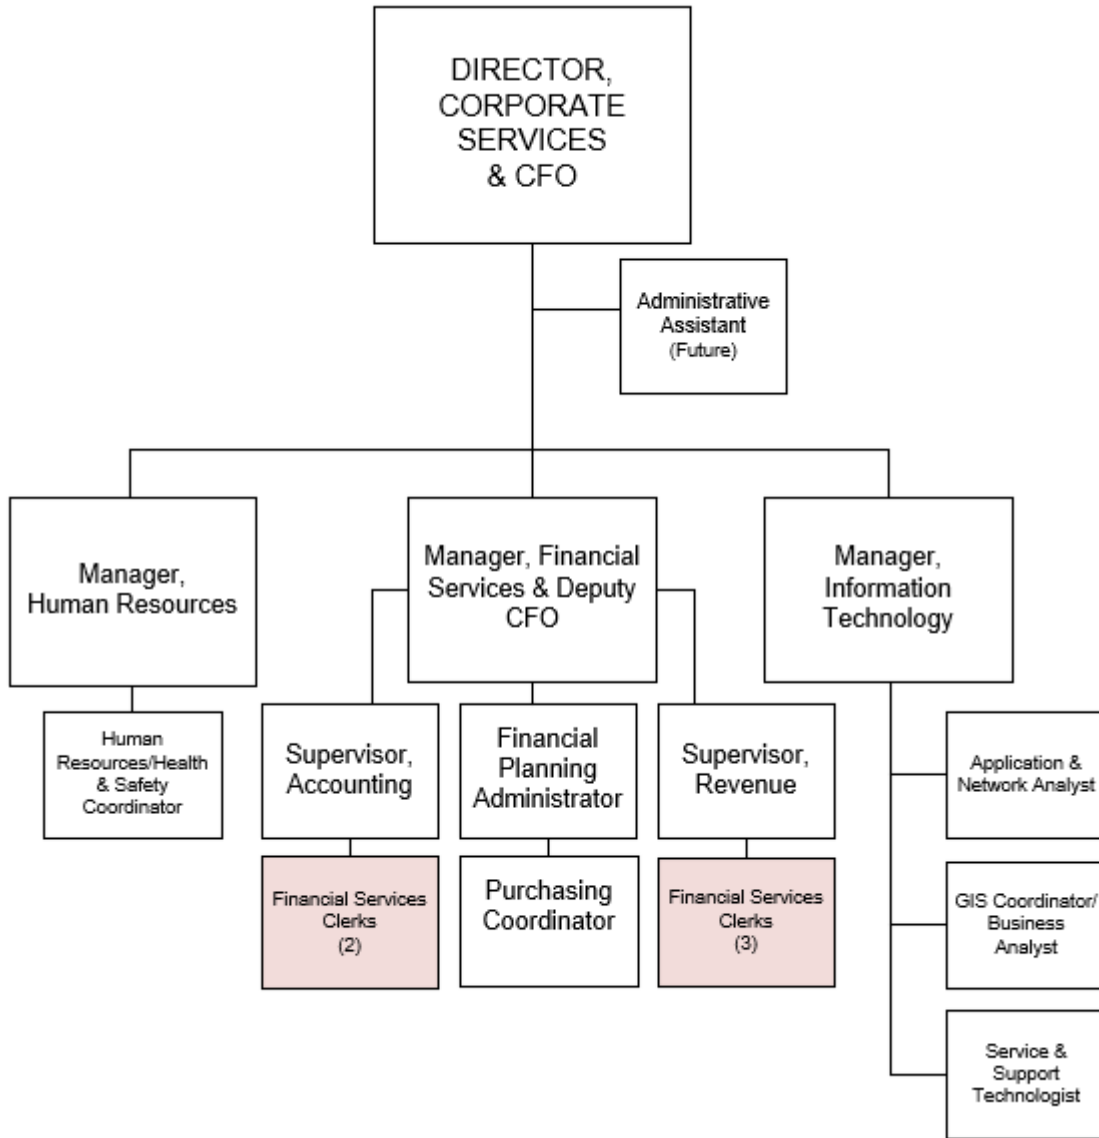 DIRECTOR,
CORPORATE
SERVICES
& CFO
Administrative
Assistant
(Future)
Manager,
Human Resources
Manager, Financial
Services & Deputy
CFO
Manager,
Information
Technology
Human
Resources/Health
& Safety
Coordinator
Supervisor,
Accounting
Financial
Planning
Administrator
Supervisor,
Revenue
Application &
Network Analyst
Financial Services
Clerks
(2)
Purchasing
Coordinator
Financial Services
Clerks
(3)
GIS Coordinator/
Business
Analyst
Service &
Support
Technologist